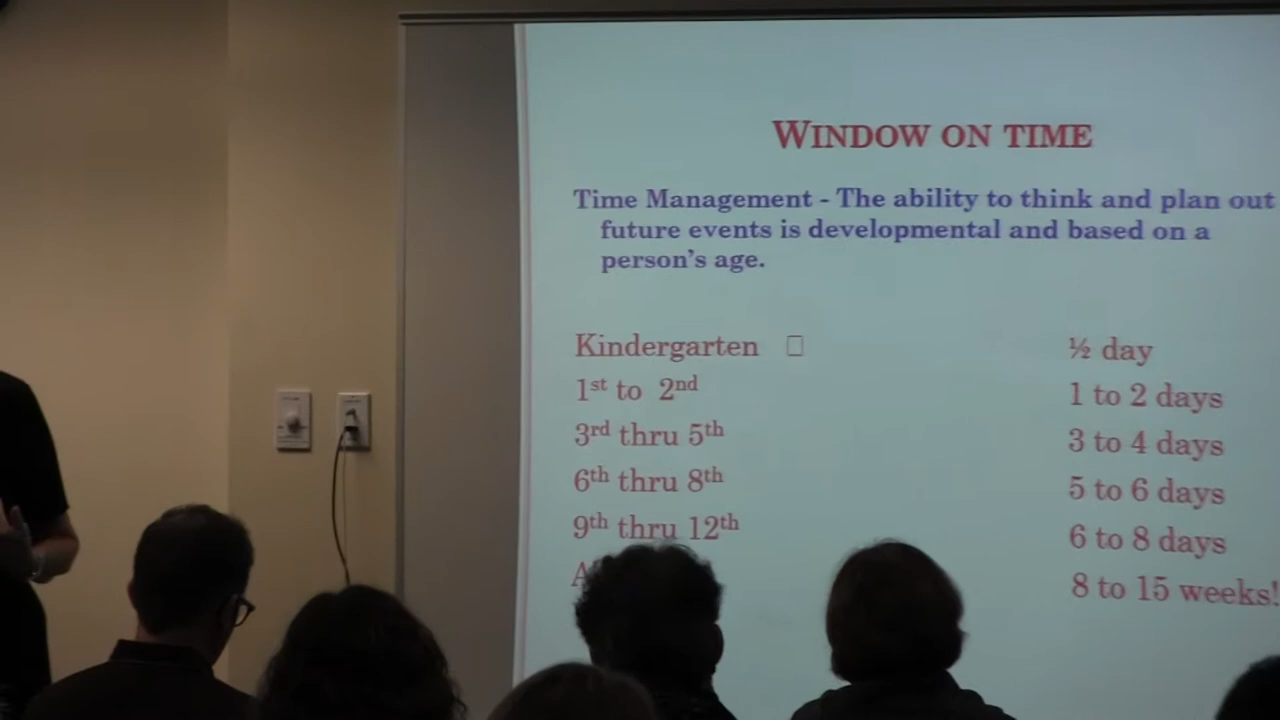 WINDOW ON TIME
Time Management - The ability to think and plan out
future events is developmental and based on a
person's age.
Kindergarten □ ½ day
1st to 2nd 1 to 2 days
3rd thru 5th 3 to 4 days
6th thru 8th 5 to 6 days
9th thru 12th 6 to 8 days
8 to 15 weeks!